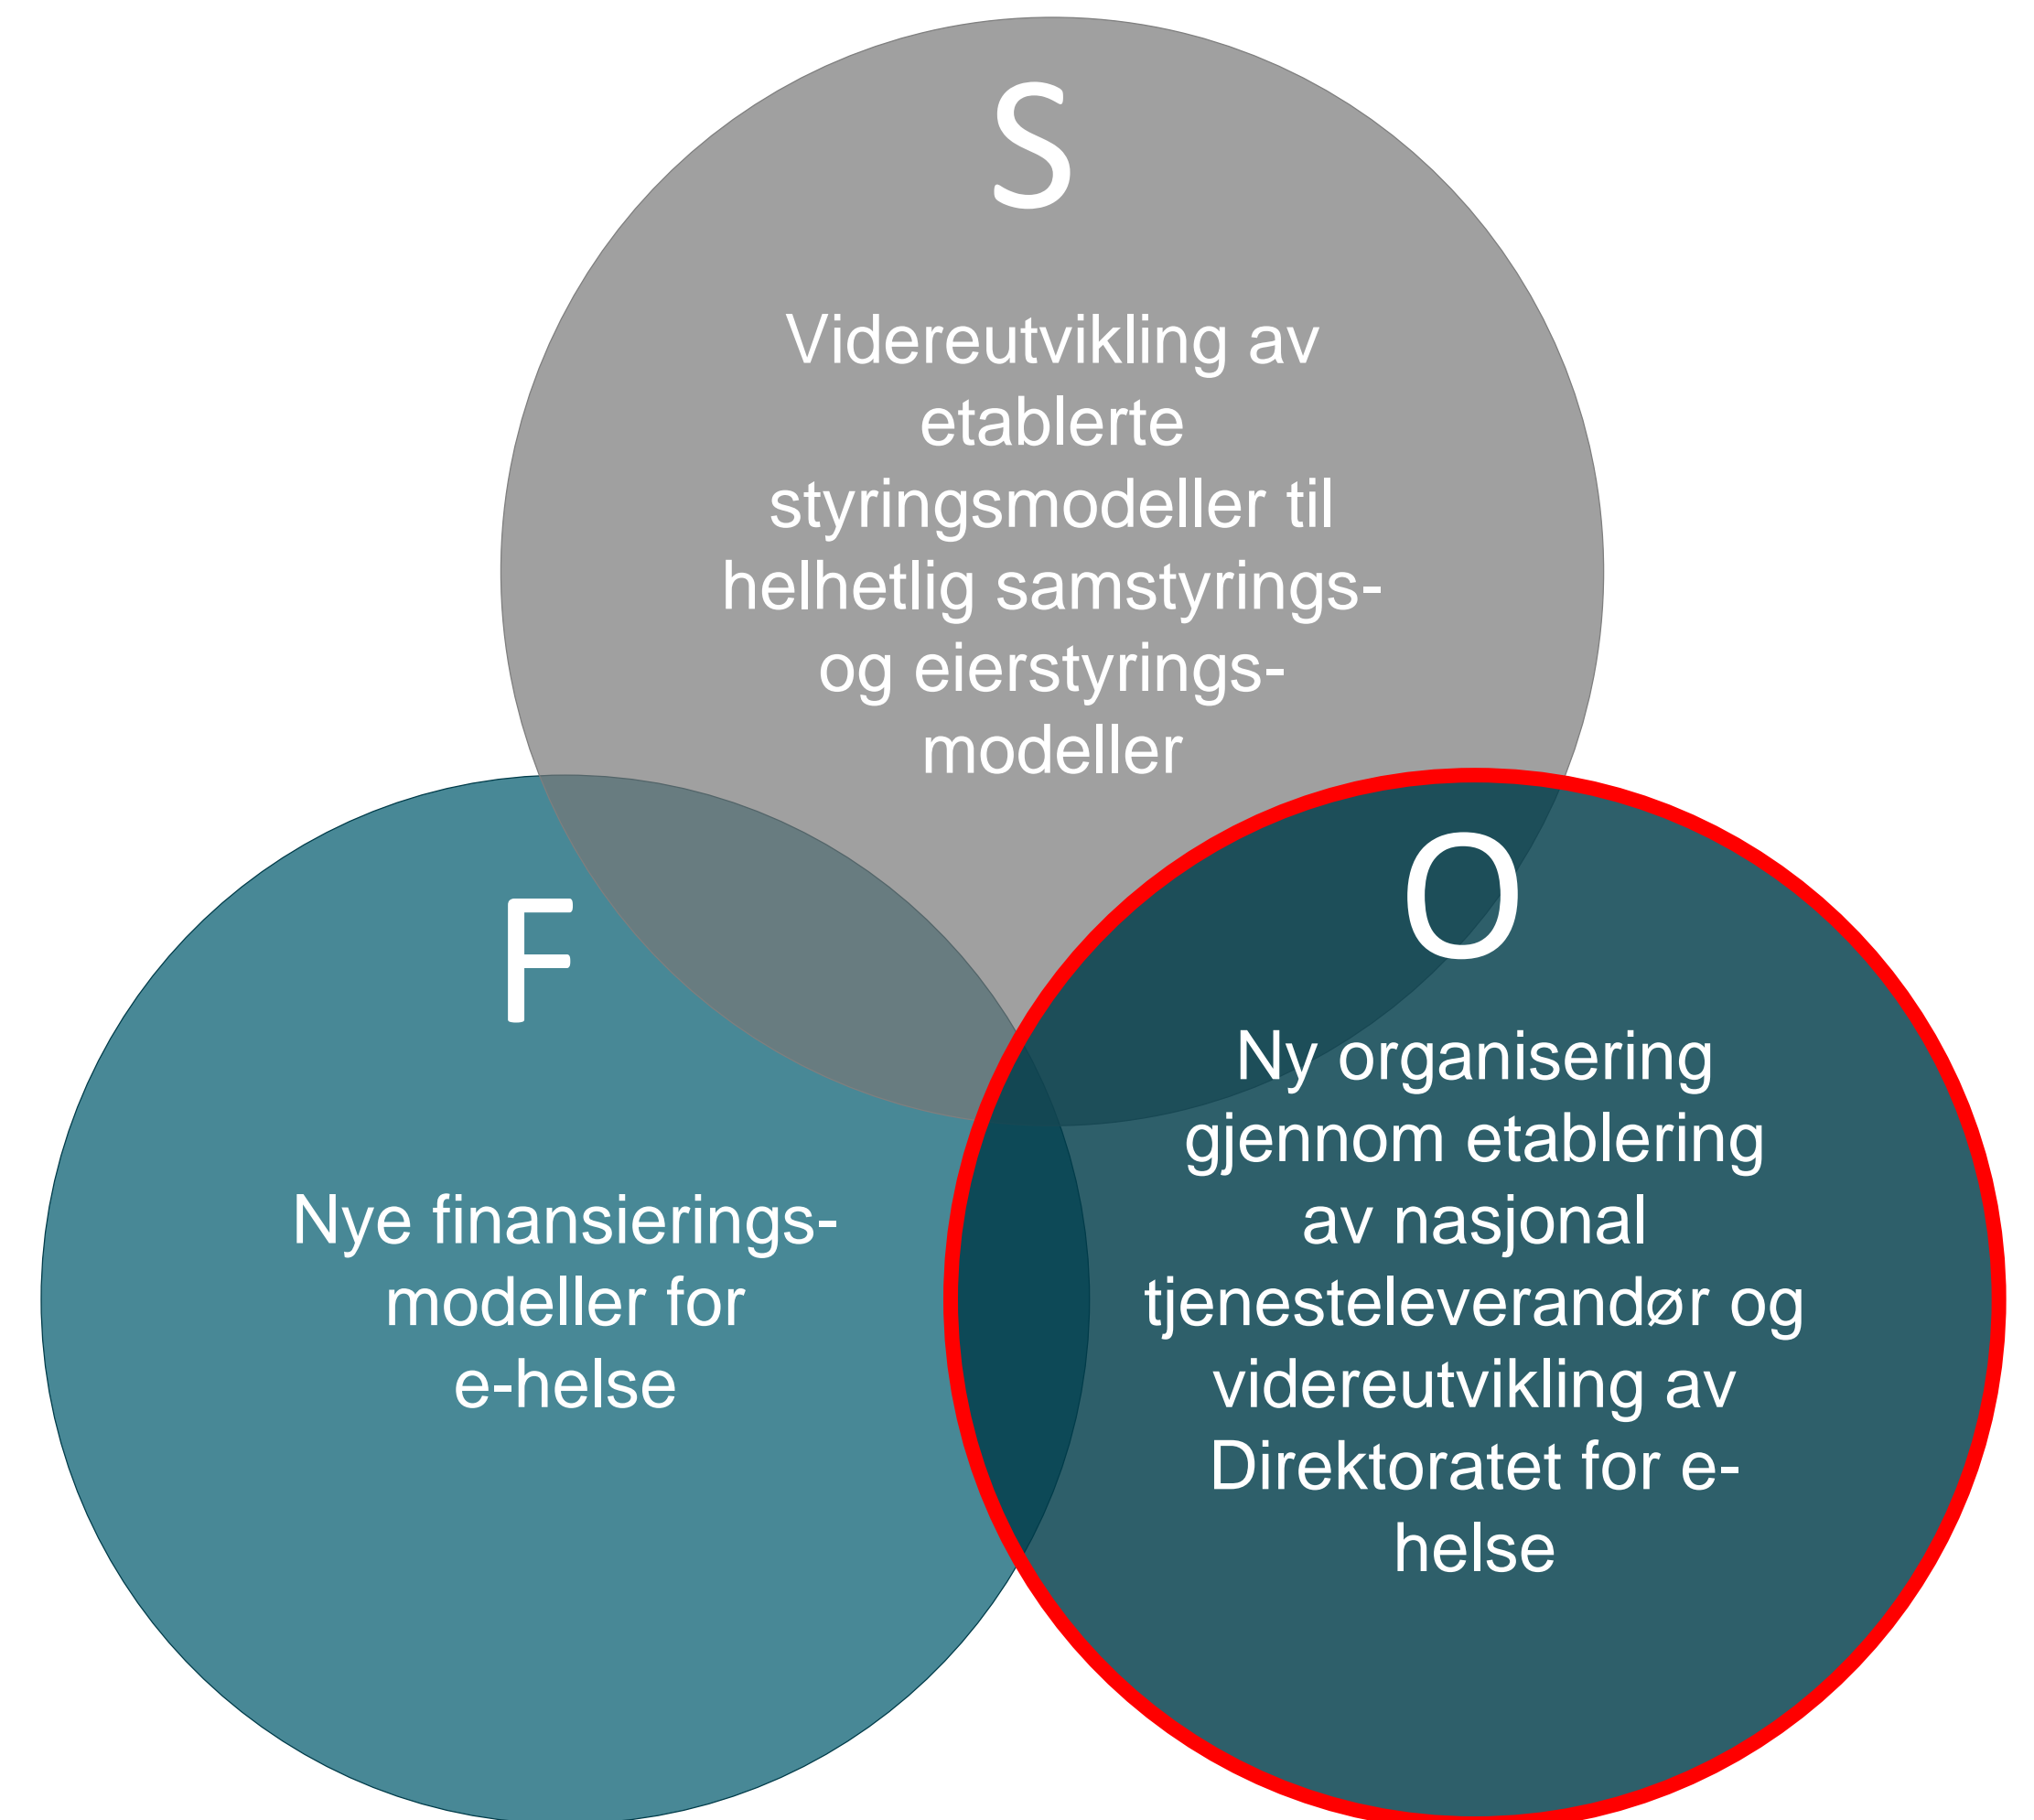 S
Videreutvikling av
etablerte
styringsmodeller til
helhetlig samstyrings-
og eierstyrings-
modeller
F
Nye finansierings-
modeller for
e-helse
O
Ny organisering
gjennom etablering
av nasjonal
tjenesteleverandør og
videreutvikling av
Direktoratet for e-
helse